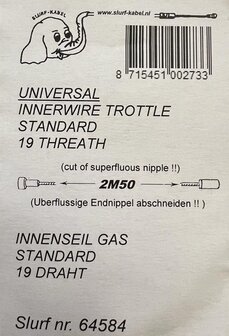 SLURF-KABEL
www.slurf-kabel.nl
8 715451 002733
UNIVERSAL
INNERWIRE TROTTLE
STANDARD
19 THREATH
(cut of superfluous nipple !!)
2M50
(Uberflussige Endnippel abschneiden !!)
INNENSEIL GAS
STANDARD
19 DRAHT
Slurf nr. 64584